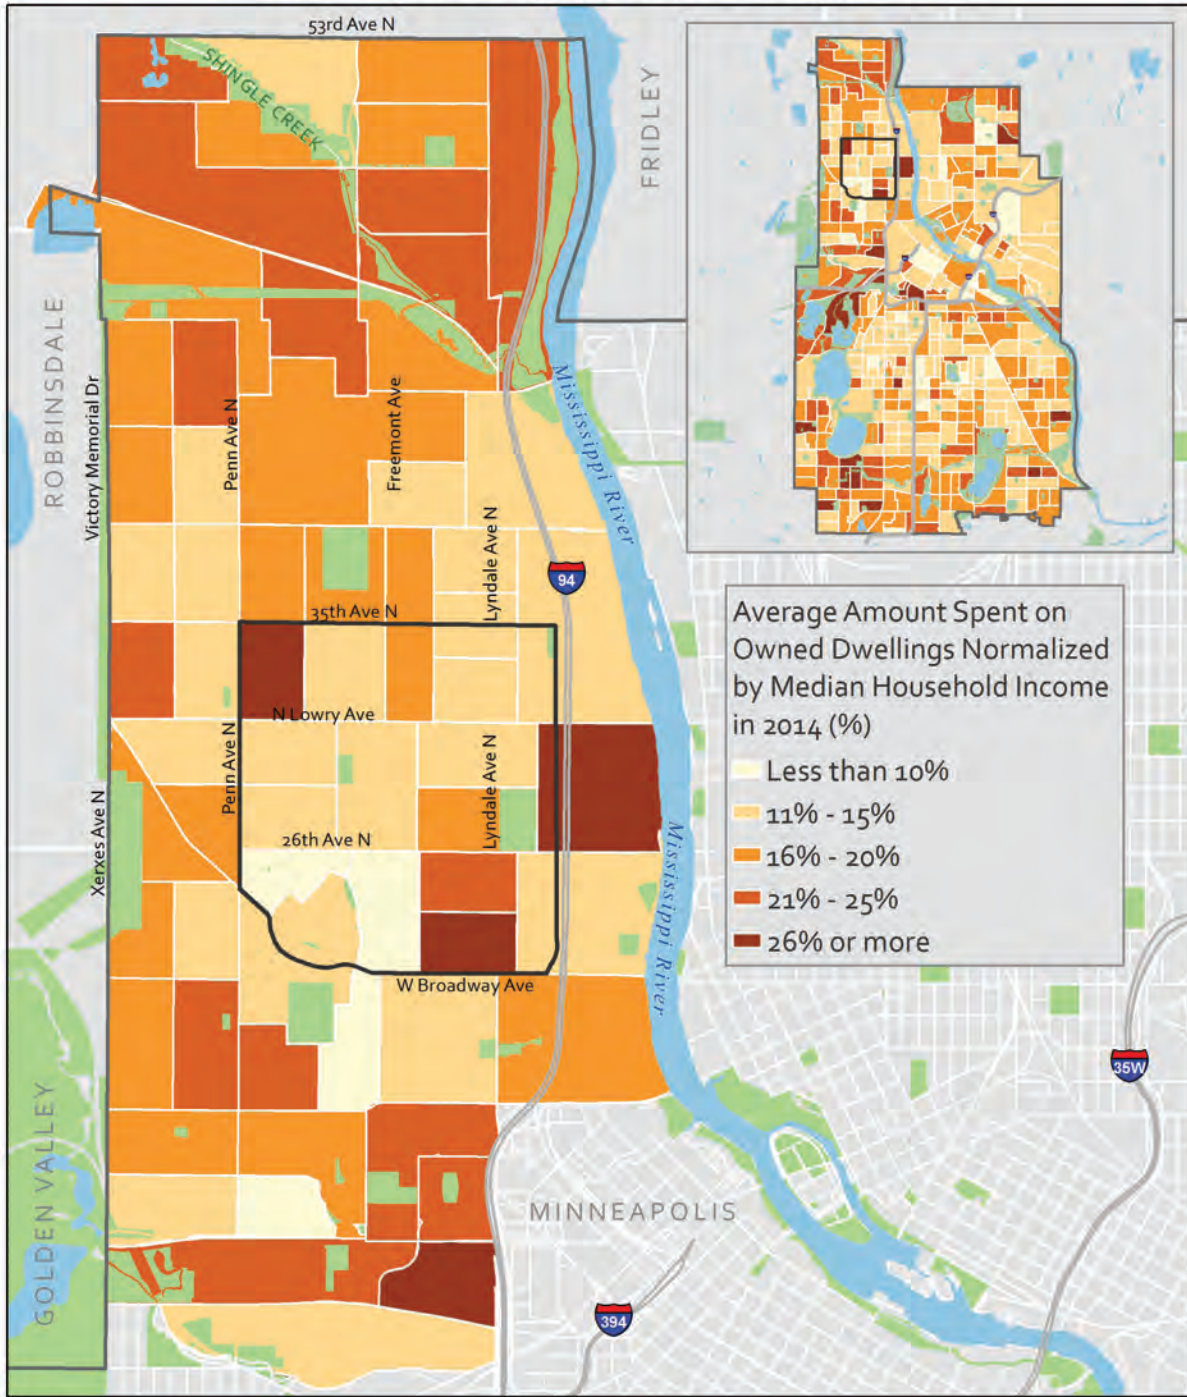 53rd Ave N
SHINGLE CREEK
FRIDLEY
ROBBINSDALE
Victory Memorial Dr
Penn Ave N
Freemont Ave
Mississippi River
Lyndale Ave N
94
35th Ave N
N Lowry Ave
Penn Ave N
Lyndale Ave N
26th Ave N
Xerxes Ave N
Mississippi River
W Broadway Ave
GOLDEN VALLEY
MINNEAPOLIS
35W
394
Average Amount Spent on
Owned Dwellings Normalized
by Median Household Income
in 2014 (%)
Less than 10%
11% - 15%
16% - 20%
21% - 25%
26% or more